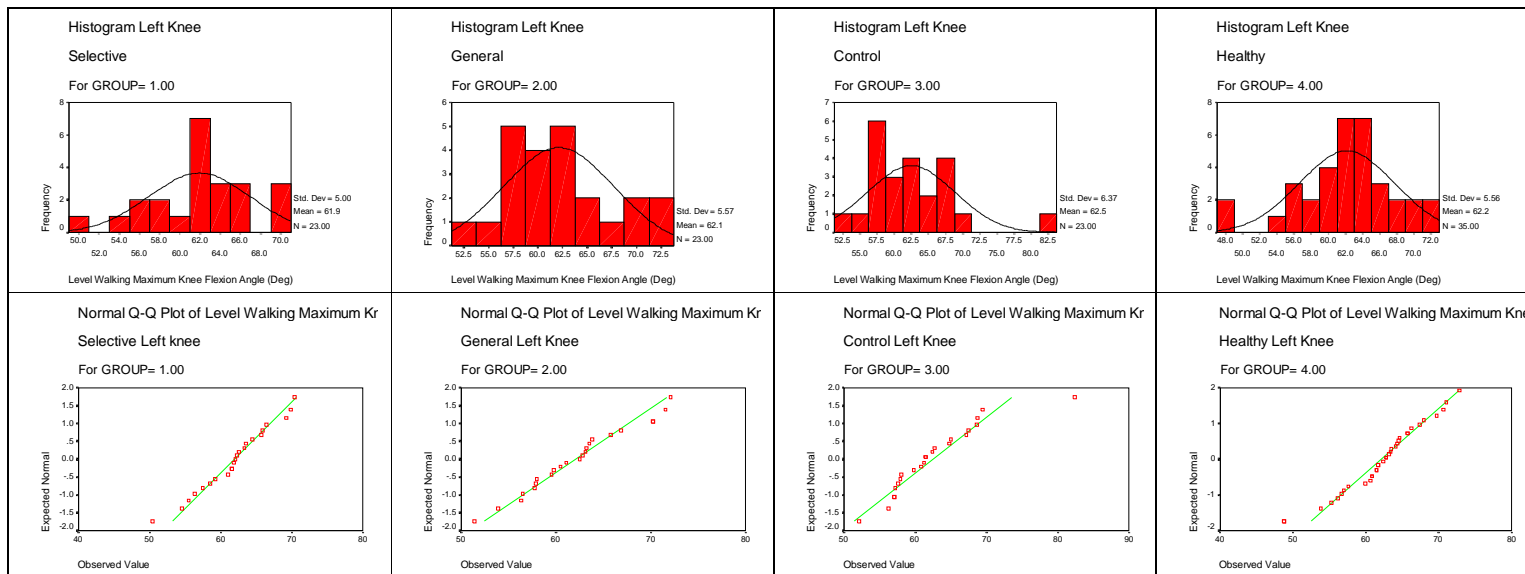 Histogram Left Knee
Selective
For GROUP= 1.00
8
6
4
2
0
Frequency
50.0 54.0 58.0 62.0 66.0 70.0
52.0 56.0 60.0 64.0 68.0
Std. Dev = 5.00
Mean = 61.9
N = 23.00
Level Walking Maximum Knee Flexion Angle (Deg)
Histogram Left Knee
General
For GROUP= 2.00
6
5
4
3
2
1
0
Frequency
52.5 55.0 57.5 60.0 62.5 65.0 67.5 70.0 72.5
Std. Dev = 5.57
Mean = 62.1
N = 23.00
Level Walking Maximum Knee Flexion Angle (Deg)
Histogram Left Knee
Control
For GROUP= 3.00
7
6
5
4
3
2
1
0
Frequency
52.5 57.5 62.5 67.5 72.5 77.5 82.5
55.0 60.0 65.0 70.0 75.0 80.0
Std. Dev = 6.37
Mean = 62.5
N = 23.00
Level Walking Maximum Knee Flexion Angle (Deg)
Histogram Left Knee
Healthy
For GROUP= 4.00
8
6
4
2
0
Frequency
48.0 52.0 56.0 60.0 64.0 68.0 72.0
50.0 54.0 58.0 62.0 66.0 70.0
Std. Dev = 5.56
Mean = 62.2
N = 35.00
Level Walking Maximum Knee Flexion Angle (Deg)
Normal Q-Q Plot of Level Walking Maximum Kr
Selective Left knee
For GROUP= 1.00
2.0
1.5
1.0
.5
0.0
-.5
-1.0
-1.5
-2.0
Expected Normal
40 50 60 70 80
Observed Value
Normal Q-Q Plot of Level Walking Maximum Kr
General Left Knee
For GROUP= 2.00
2.0
1.5
1.0
.5
0.0
-.5
-1.0
-1.5
-2.0
Expected Normal
50 60 70 80
Observed Value
Normal Q-Q Plot of Level Walking Maximum Kr
Control Left Knee
For GROUP= 3.00
2.0
1.5
1.0
.5
0.0
-.5
-1.0
-1.5
-2.0
Expected Normal
50 60 70 80 90
Observed Value
Normal Q-Q Plot of Level Walking Maximum Kne
Healthy Left Knee
For GROUP= 4.00
2
1
0
-1
-2
Expected Normal
40 50 60 70 80
Observed Value